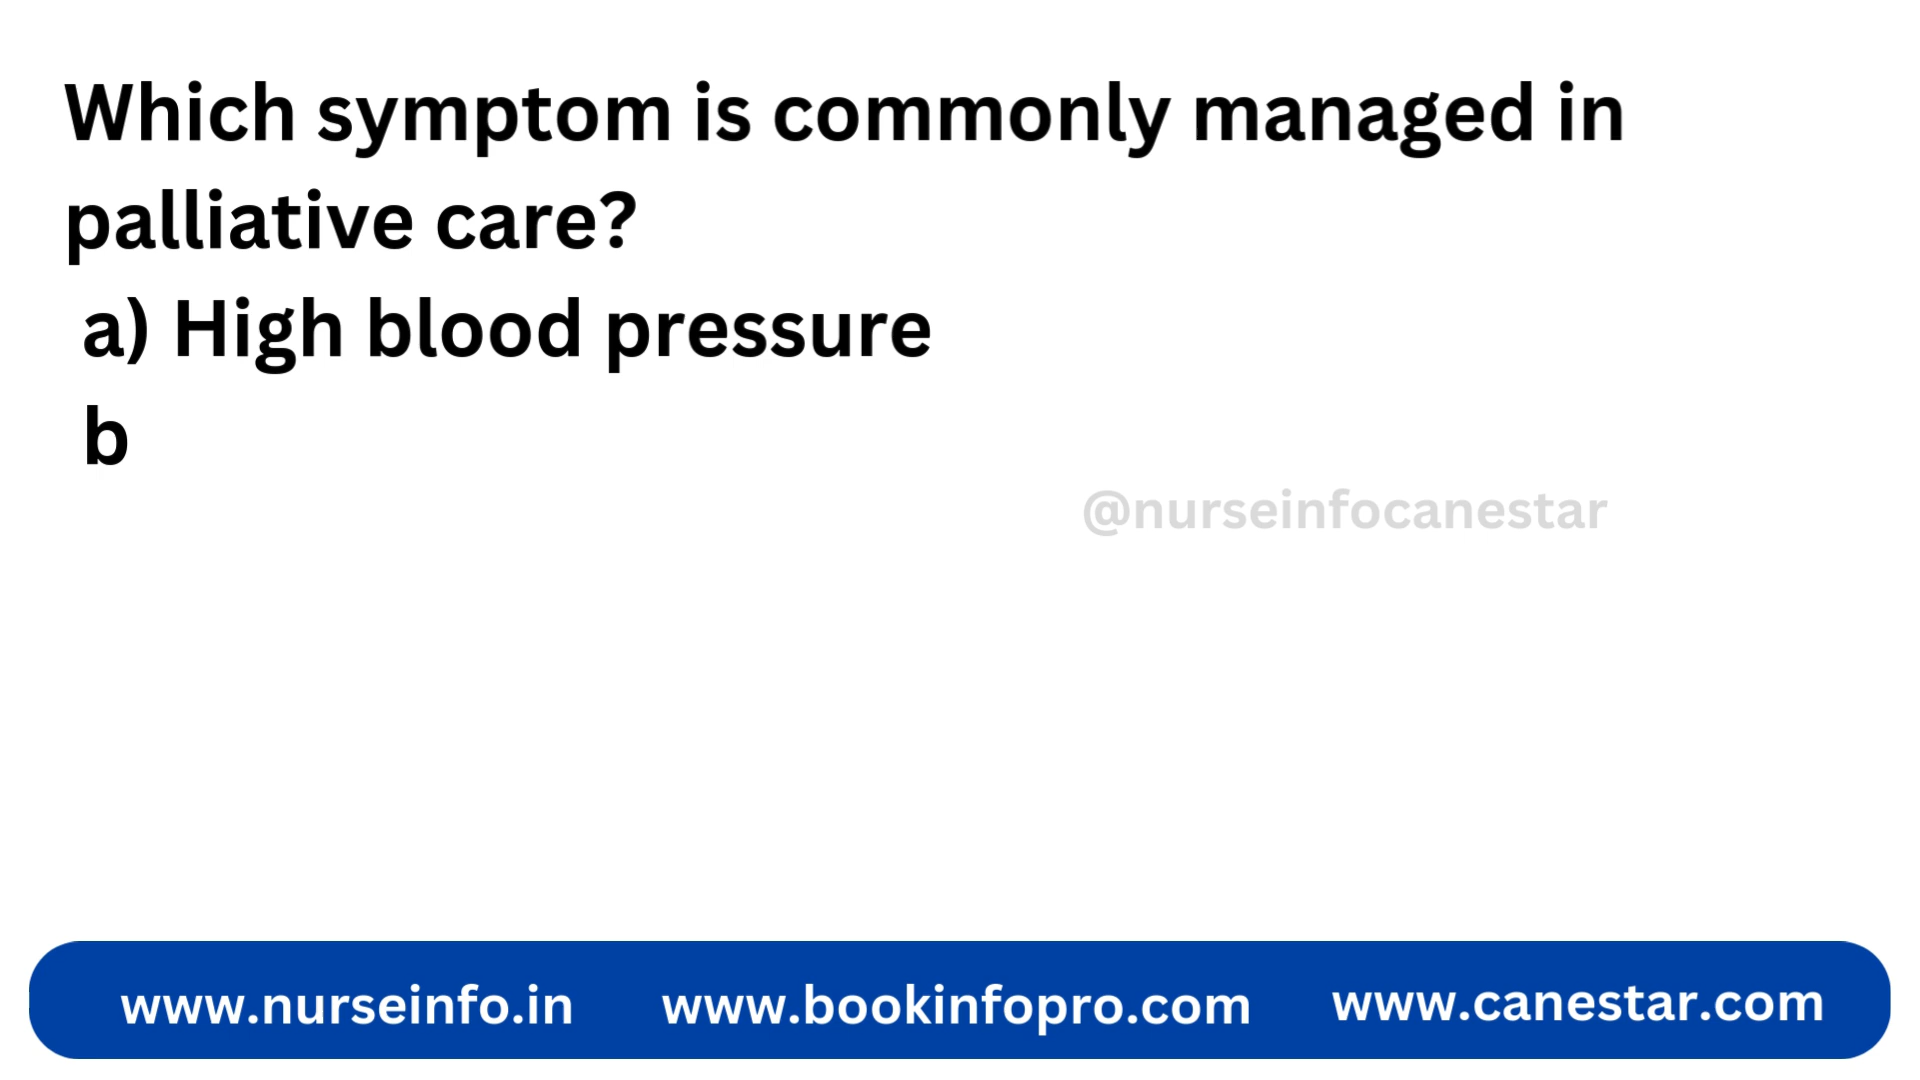 Which symptom is commonly managed in
palliative care?
a) High blood pressure
b
@nurseinfocanestar
www.nurseinfo.in www.bookinfopro.com www.canestar.com